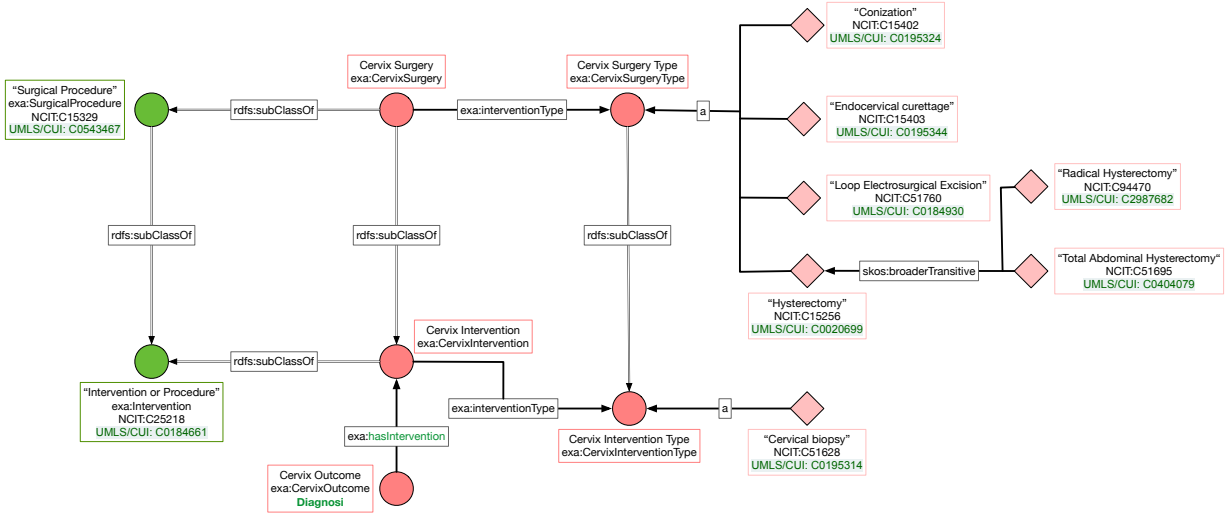 “Conization”
NCIT:C15402
UMLS/CUI: C0195324
Cervix Surgery
exa:CervixSurgery
Cervix Surgery Type
exa:CervixSurgeryType
“Surgical Procedure”
exa:SurgicalProcedure
NCIT:C15329
UMLS/CUI: C0543467
rdfs:subClassOf
exa:interventionType
a
“Endocervical curettage”
NCIT:C15403
UMLS/CUI: C0195344
“Loop Electrosurgical Excision”
NCIT:C51760
UMLS/CUI: C0184930
“Radical Hysterectomy”
NCIT:C94470
UMLS/CUI: C2987682
rdfs:subClassOf
rdfs:subClassOf
rdfs:subClassOf
skos:broaderTransitive
“Total Abdominal Hysterectomy“
NCIT:C51695
UMLS/CUI: C0404079
“Hysterectomy”
NCIT:C15256
UMLS/CUI: C0020699
Cervix Intervention
exa:CervixIntervention
rdfs:subClassOf
“Intervention or Procedure”
exa:Intervention
NCIT:C25218
UMLS/CUI: C0184661
exa:interventionType
a
exa:hasIntervention
Cervix Intervention Type
exa:CervixInterventionType
“Cervical biopsy”
NCIT:C51628
UMLS/CUI: C0195314
Cervix Outcome
exa:CervixOutcome
Diagnosi